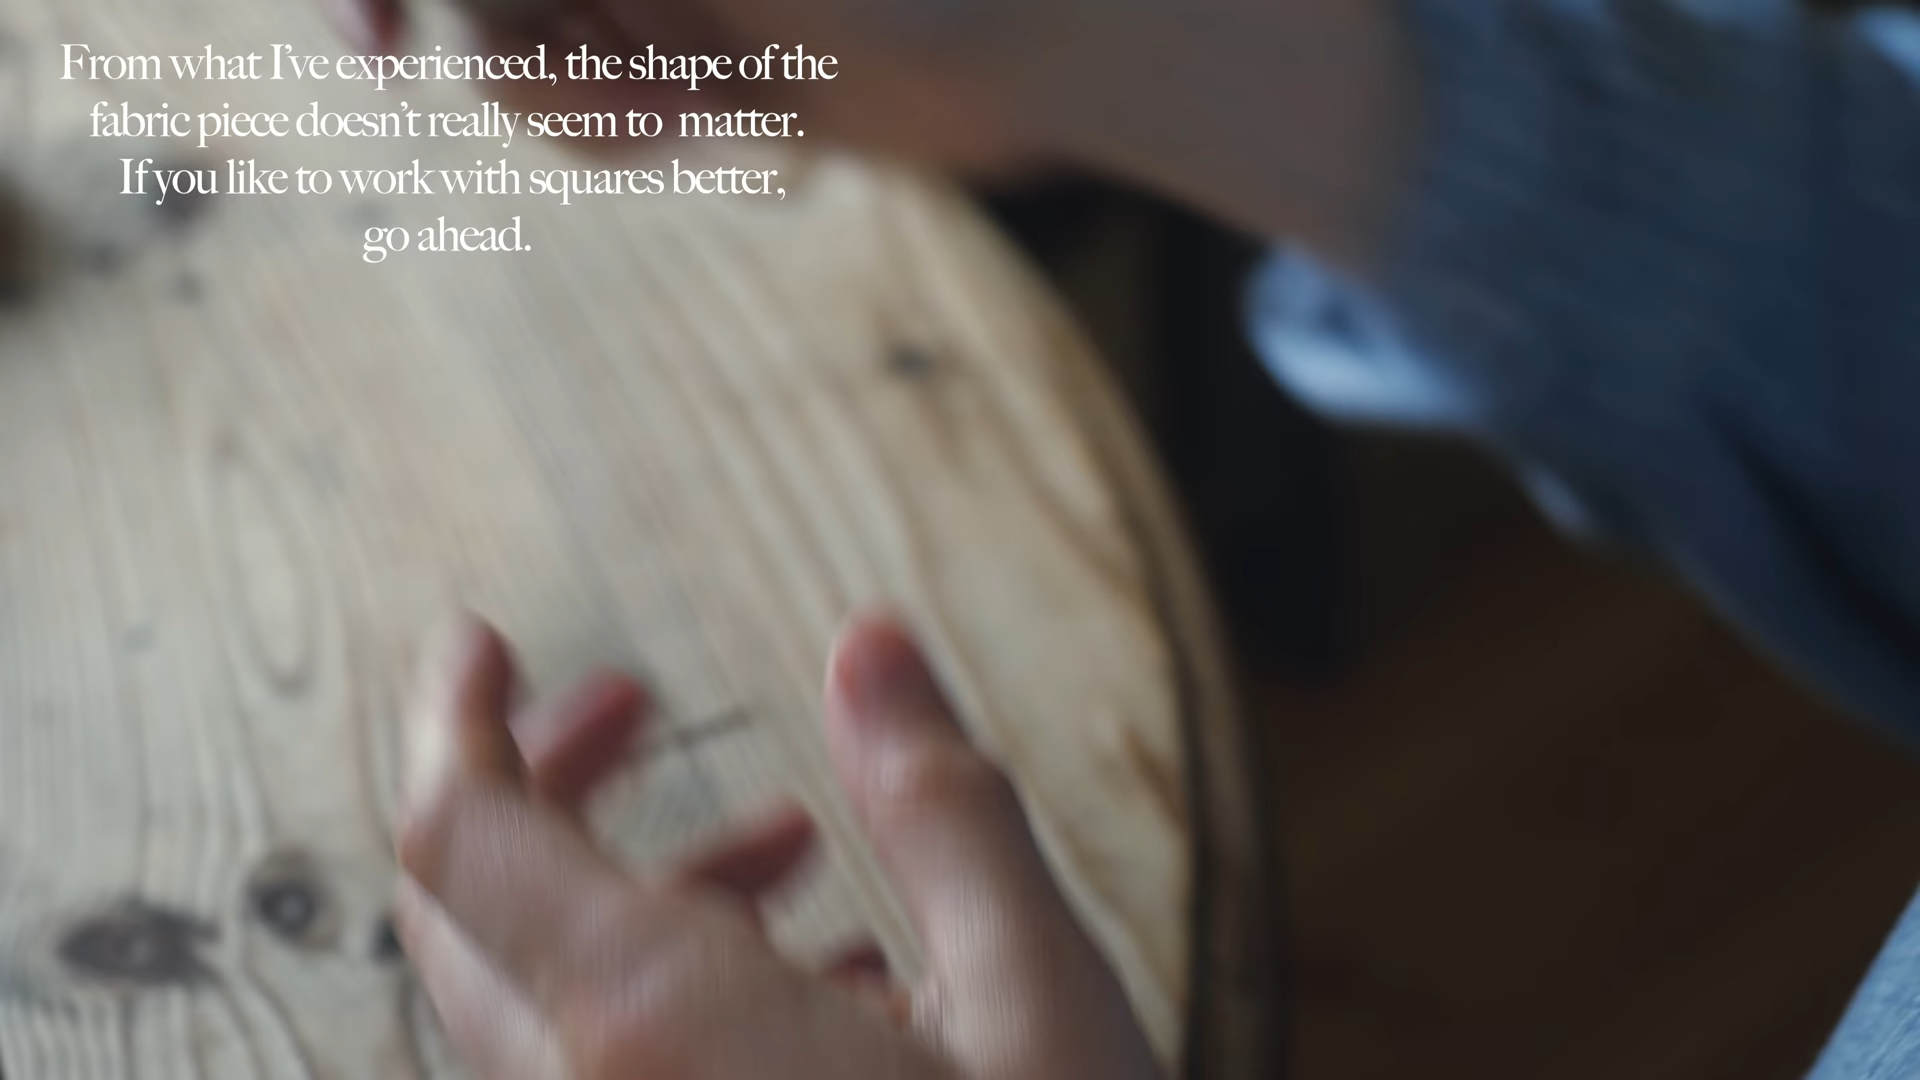 From what I've experienced, the shape of the
fabric piece doesn't really seem to  matter.
If you like to work with squares better,
go ahead.